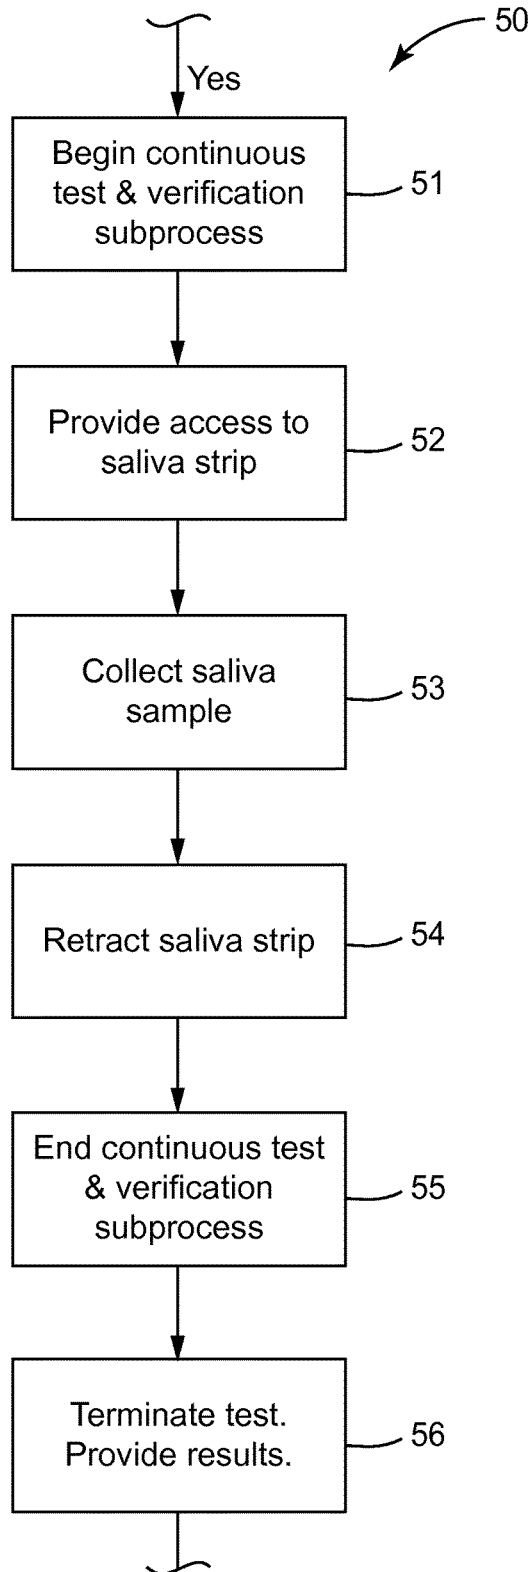 50
Yes
Begin continuous
test & verification
subprocess
51
Provide access to
saliva strip
52
Collect saliva
sample
53
Retract saliva strip
54
End continuous test
& verification
subprocess
55
Terminate test.
Provide results.
56